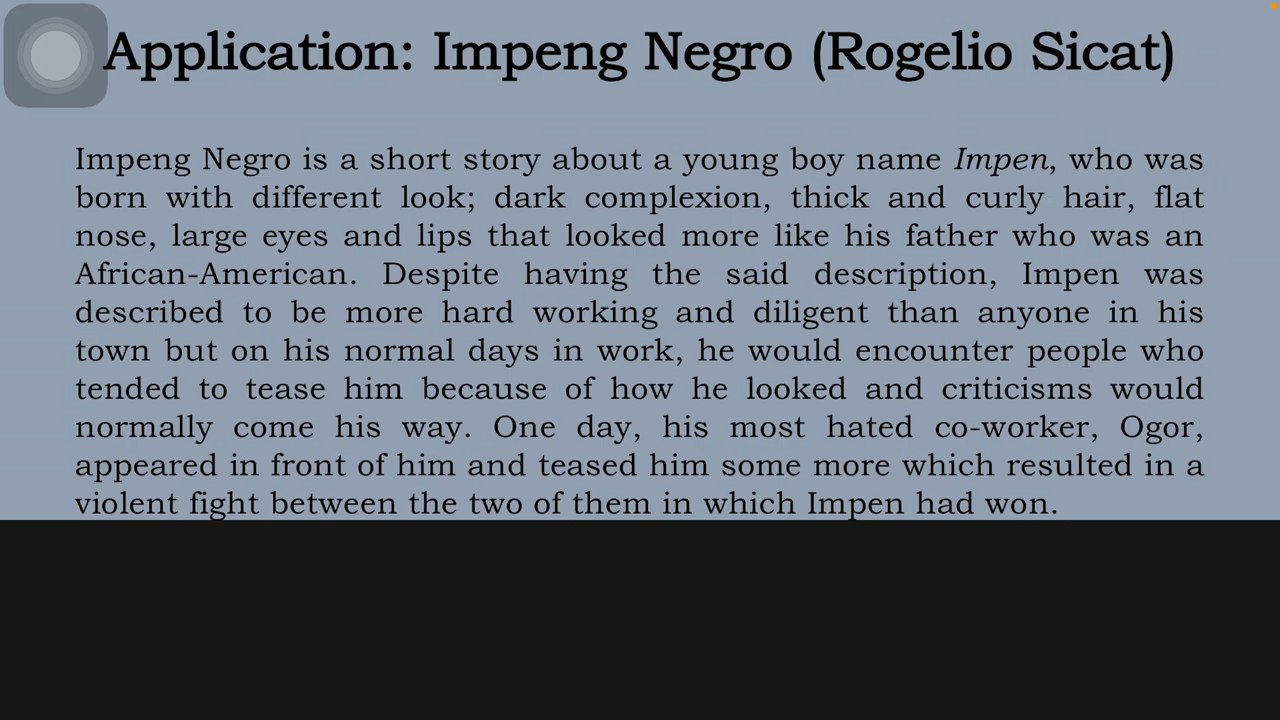 Application: Impeng Negro (Rogelio Sicat)
Impeng Negro is a short story about a young boy name Impen, who was
born with different look; dark complexion, thick and curly hair, flat
nose, large eyes and lips that looked more like his father who was an
African-American. Despite having the said description, Impen was
described to be more hard working and diligent than anyone in his
town but on his normal days in work, he would encounter people who
tended to tease him because of how he looked and criticisms would
normally come his way. One day, his most hated co-worker, Ogor,
appeared in front of him and teased him some more which resulted in a
violent fight between the two of them in which Impen had won.